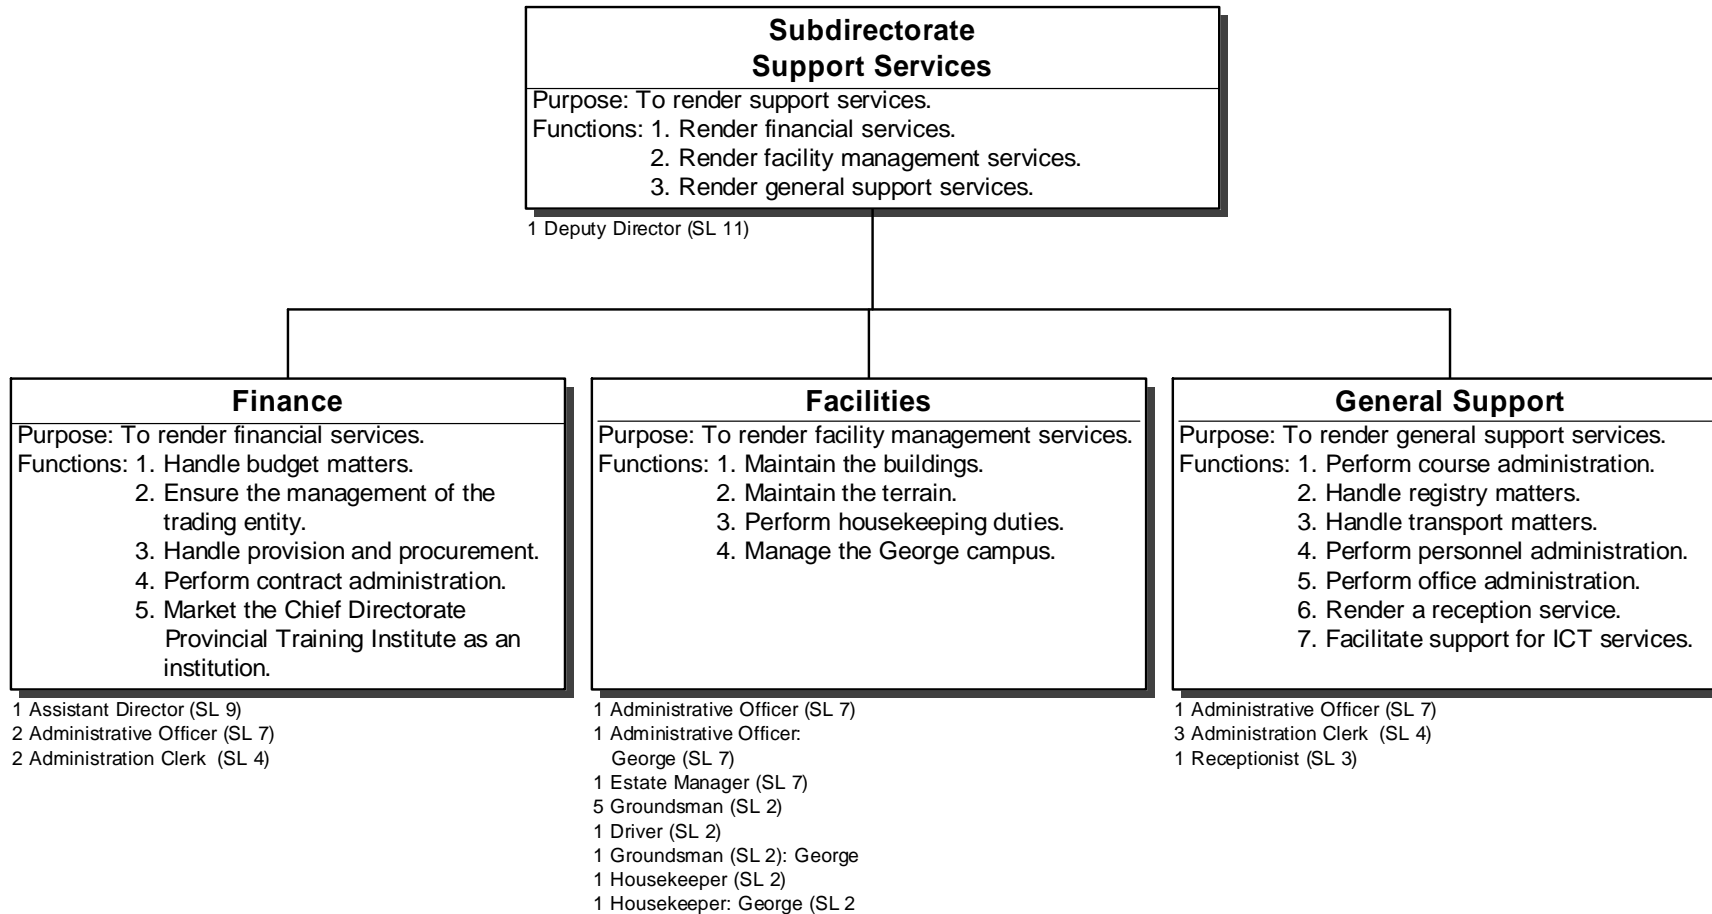 Subdirectorate
Support Services
Purpose: To render support services.
Functions: 1. Render financial services.
2. Render facility management services.
3. Render general support services.
1 Deputy Director (SL 11)
Finance
Purpose: To render financial services.
Functions: 1. Handle budget matters.
2. Ensure the management of the
trading entity.
3. Handle provision and procurement.
4. Perform contract administration.
5. Market the Chief Directorate
Provincial Training Institute as an
institution.
1 Assistant Director (SL 9)
2 Administrative Officer (SL 7)
2 Administration Clerk (SL 4)
Facilities
Purpose: To render facility management services.
Functions: 1. Maintain the buildings.
2. Maintain the terrain.
3. Perform housekeeping duties.
4. Manage the George campus.
1 Administrative Officer (SL 7)
1 Administrative Officer:
George (SL 7)
1 Estate Manager (SL 7)
5 Groundsman (SL 2)
1 Driver (SL 2)
1 Groundsman (SL 2): George
1 Housekeeper (SL 2)
1 Housekeeper: George (SL 2
General Support
Purpose: To render general support services.
Functions: 1. Perform course administration.
2. Handle registry matters.
3. Handle transport matters.
4. Perform personnel administration.
5. Perform office administration.
6. Render a reception service.
7. Facilitate support for ICT services.
1 Administrative Officer (SL 7)
3 Administration Clerk (SL 4)
1 Receptionist (SL 3)